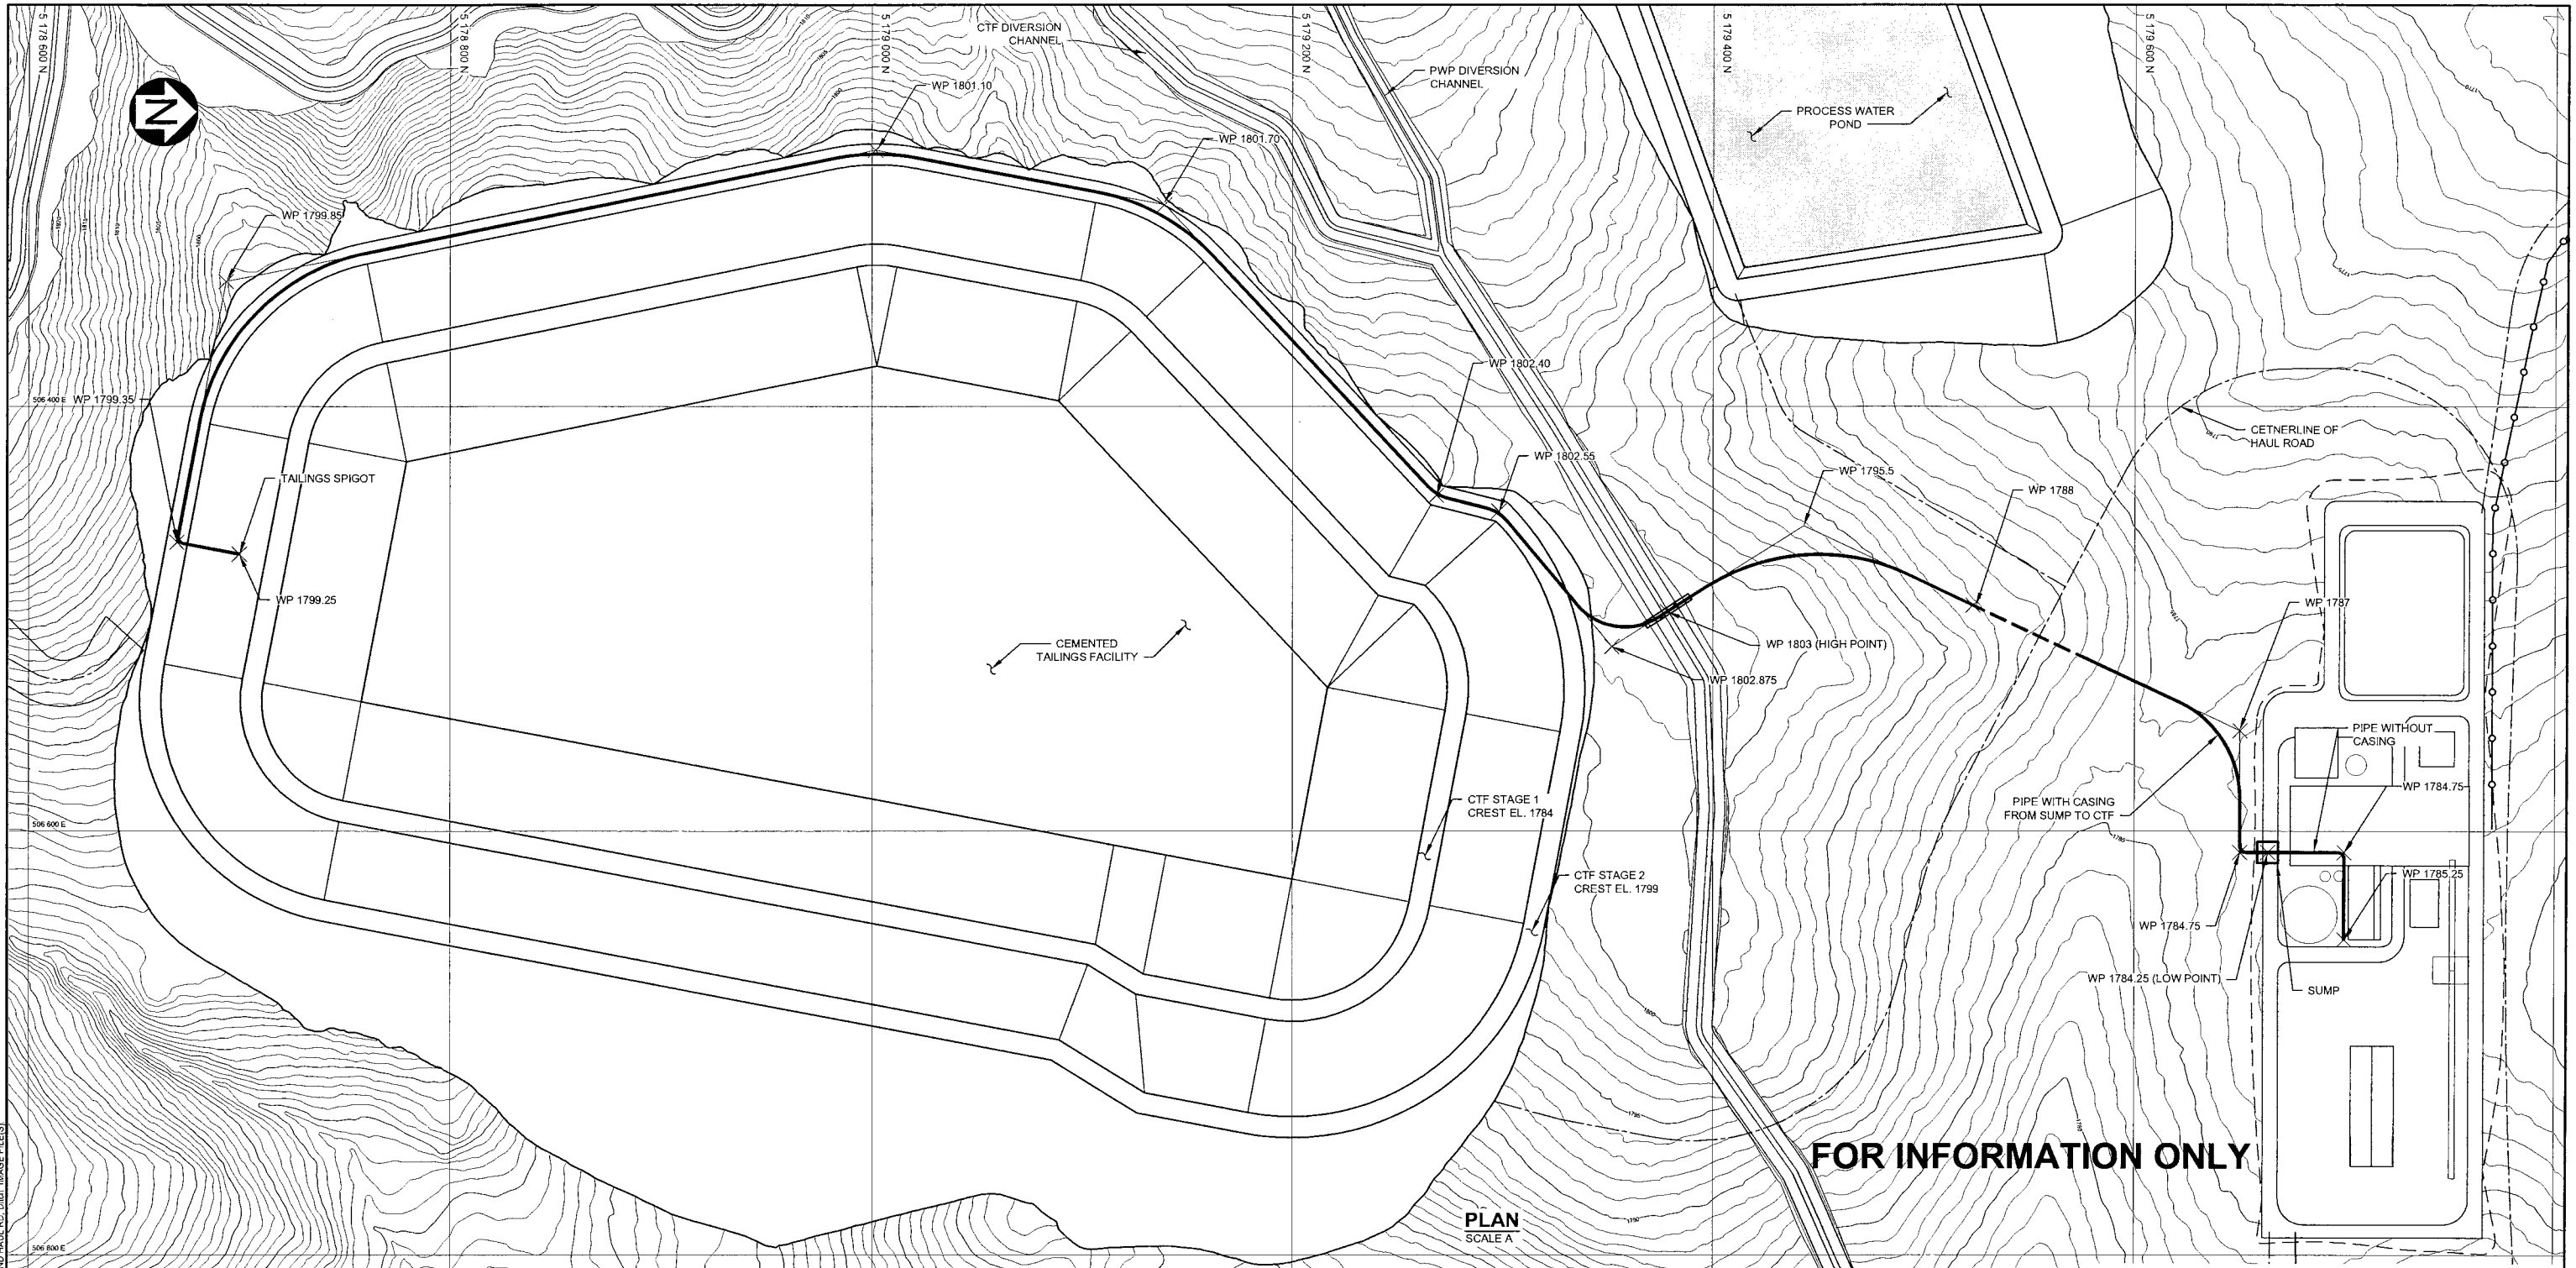 5 178 600 N
5 178 800 N
5 179 000 N
5 179 200 N
5 179 400 N
5 179 600 N
N
CTF DIVERSION
CHANNEL
PWP DIVERSION
CHANNEL
PROCESS WATER
POND
WP 1801.10
WP 1801.70
WP 1799.85
WP 1802.40
506 400 E
WP 1799.35
CETNERLINE OF
HAUL ROAD
WP 1802.55
WP 1795.5
WP 1788
TAILINGS SPIGOT
WP 1799.25
WP 1787
CEMENTED
TAILINGS FACILITY
WP 1803 (HIGH POINT)
WP 1802.875
PIPE WITHOUT
CASING
WP 1784.75
CTF STAGE 1
CREST EL. 1784
PIPE WITH CASING
FROM SUMP TO CTF
506 600 E
CTF STAGE 2
CREST EL. 1799
WP 1785.25
WP 1784.75
WP 1784.25 (LOW POINT)
SUMP
FOR INFORMATION ONLY
PLAN
SCALE A
506 800 E